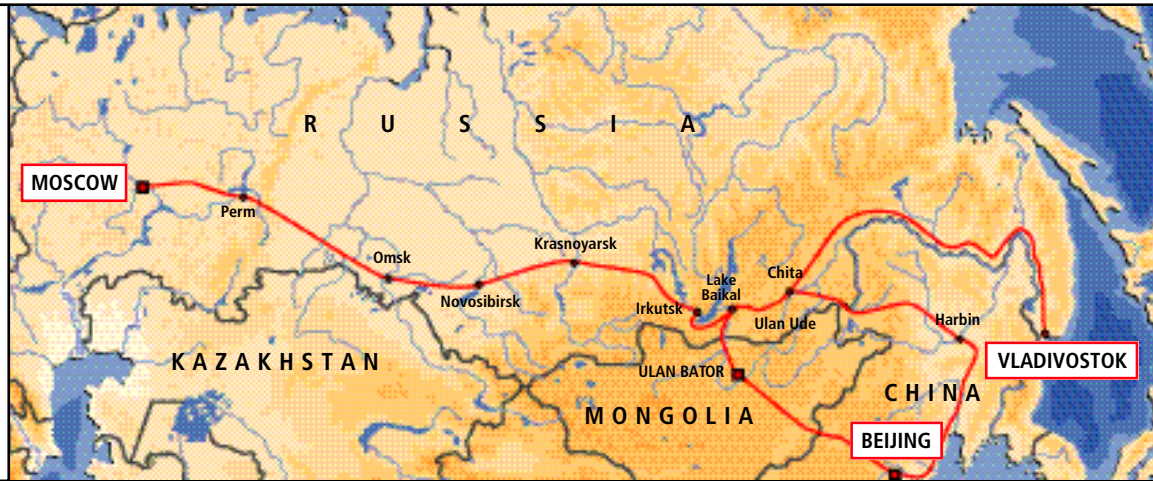 RUSSIA
MOSCOW
Perm
Omsk
Novosibirsk
Krasnoyarsk
Irkutsk
Lake
Baikal
Chita
Ulan Ude
Harbin
VLADIVOSTOK
KAZAKHSTAN
ULAN BATOR
MONGOLIA
CHINA
BEIJING